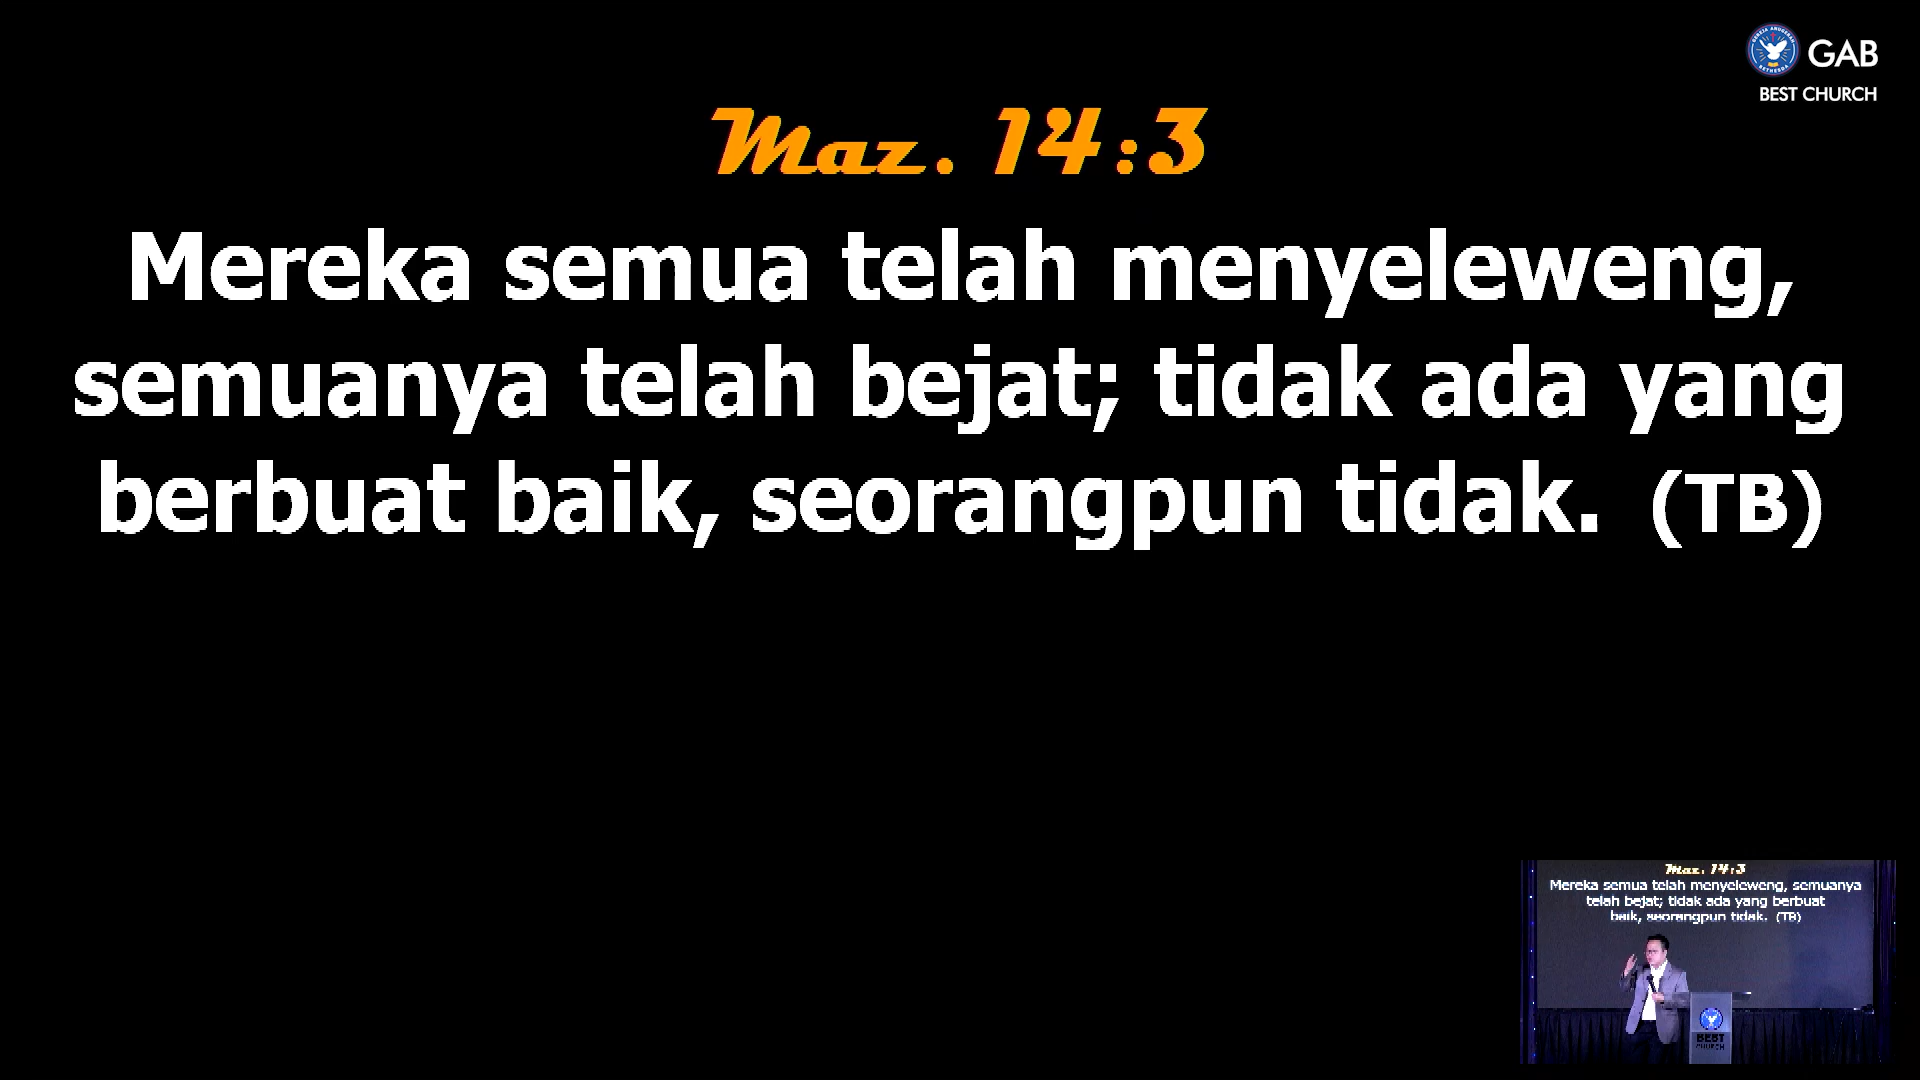 GAB
BEST CHURCH
Maz. 14:3
Mereka semua telah menyeleweng,
semuanya telah bejat; tidak ada yang
berbuat baik, seorangpun tidak. (TB)
Maz. 14:3
Mereka semua telah menyeleweng, semuanya
telah bejat; tidak ada yang berbuat
baik, seorangpun tidak. (TB)
BEST
CHURCH